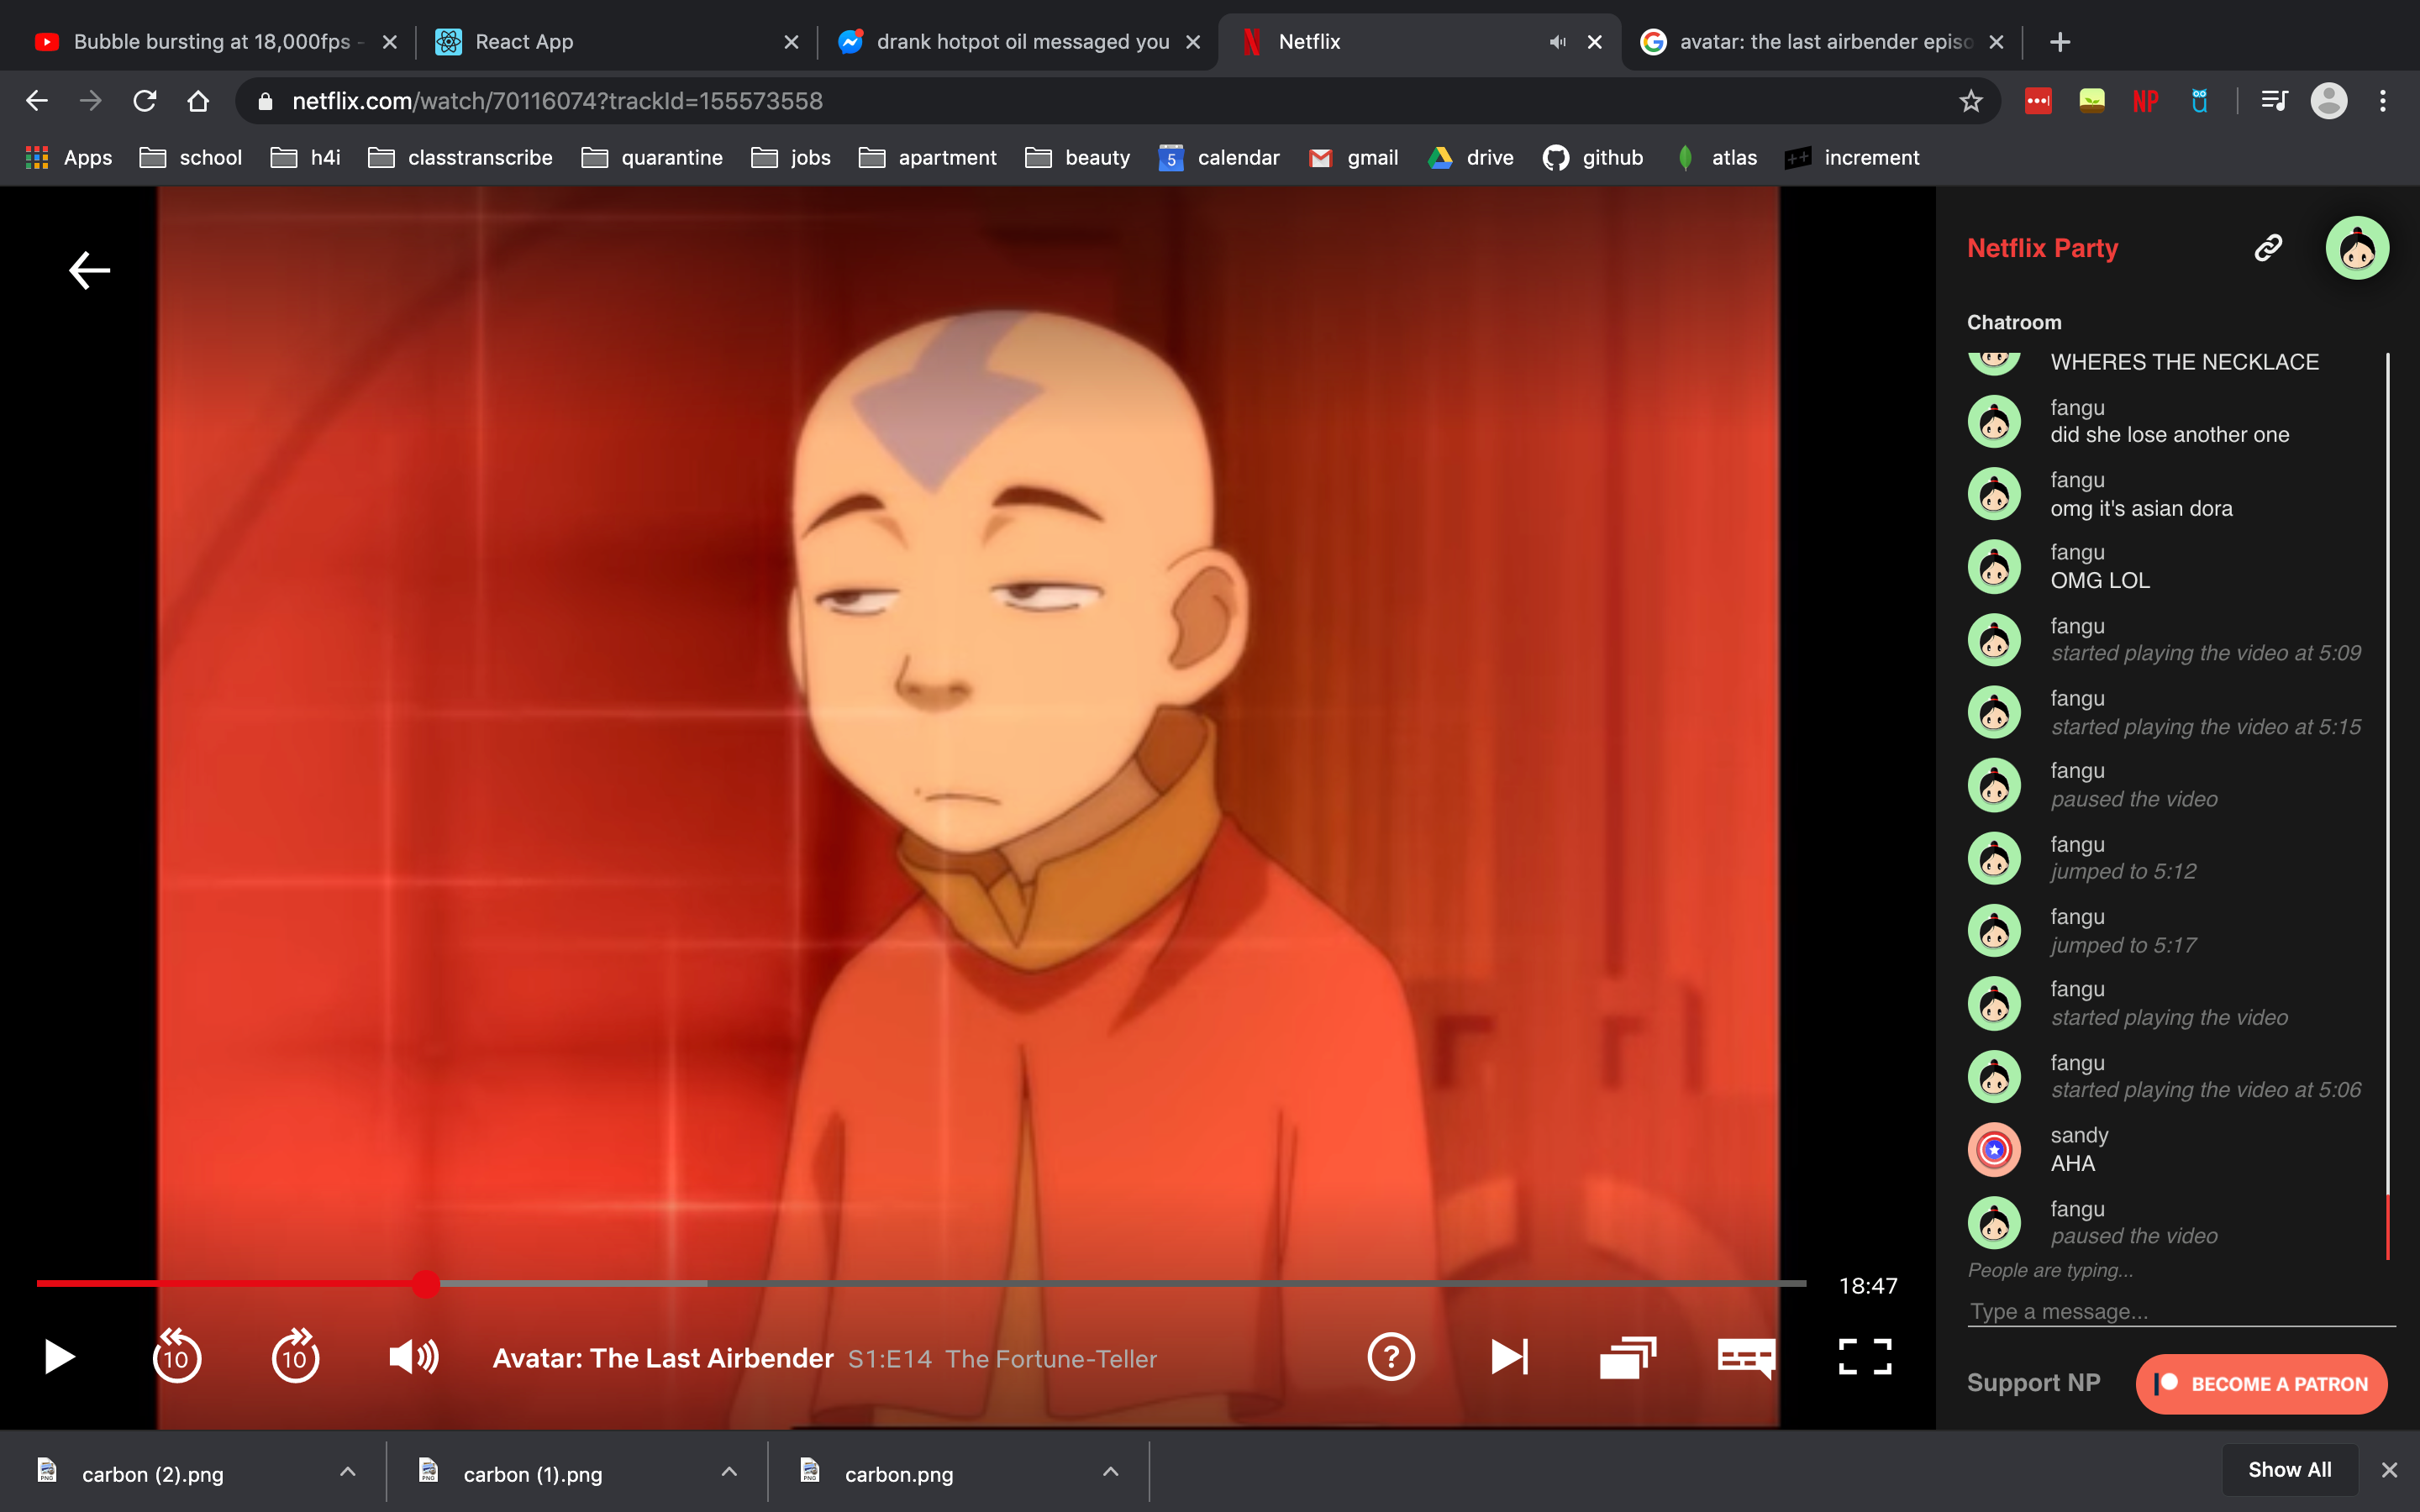 Bubble bursting at 18,000fps -
React App
drank hotpot oil messaged you
Netflix
avatar: the last airbender episo
netflix.com/watch/70116074?trackId=155573558
NP
Apps
school
h4i
classtranscribe
quarantine
jobs
apartment
beauty
5
calendar
gmail
drive
github
atlas
++
increment
Netflix Party
Chatroom
WHERES THE NECKLACE
fangu
did she lose another one
fangu
omg it's asian dora
fangu
OMG LOL
fangu
started playing the video at 5:09
fangu
started playing the video at 5:15
fangu
paused the video
fangu
jumped to 5:12
fangu
jumped to 5:17
fangu
started playing the video
fangu
started playing the video at 5:06
sandy
AHA
fangu
paused the video
People are typing...
Type a message...
Support NP
BECOME A PATRON
18:47
10
10
Avatar: The Last Airbender S1:E14 The Fortune-Teller
?
carbon (2).png
carbon (1).png
carbon.png
Show All